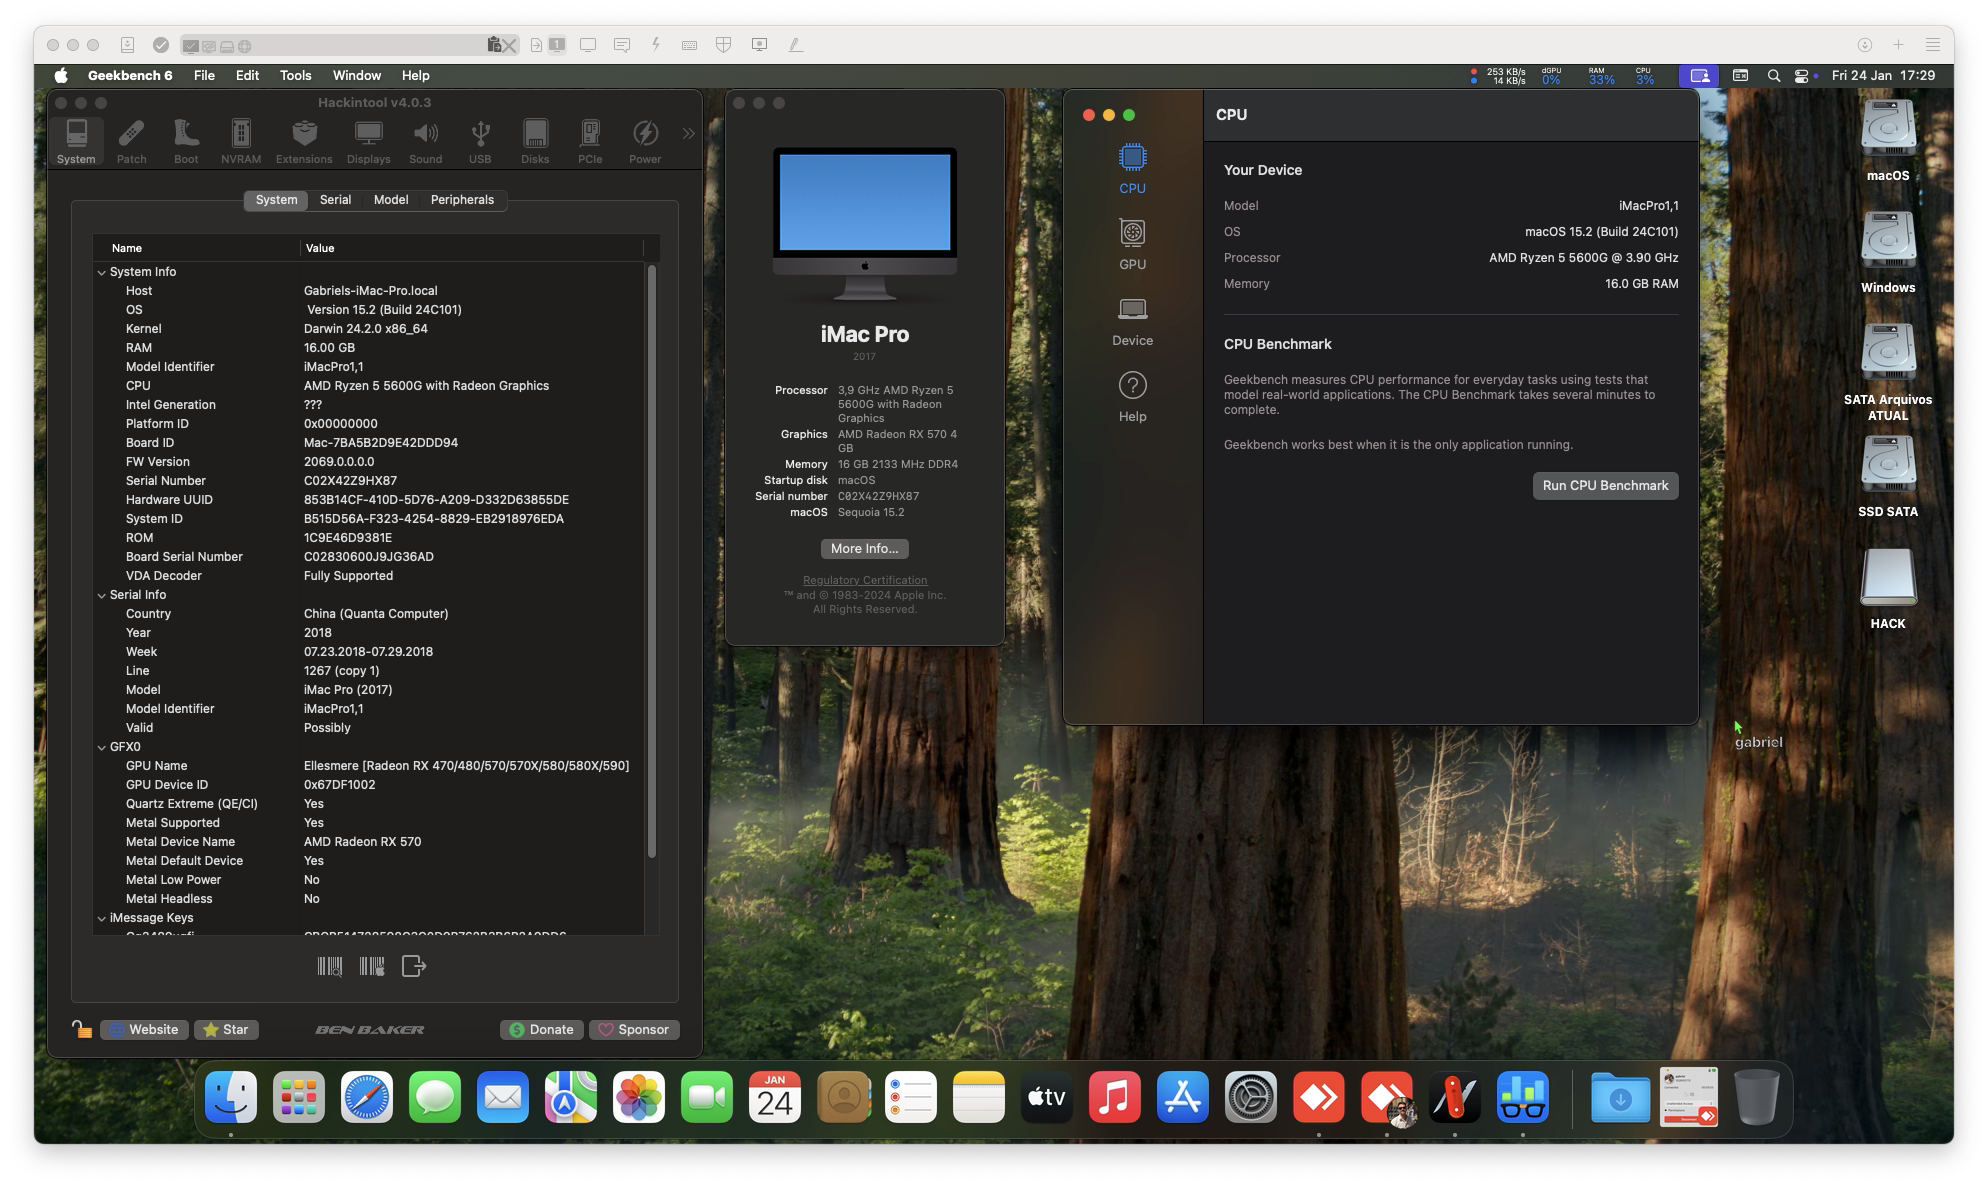 1
Geekbench 6 File Edit Tools Window Help
253 KB/s
14 KB/s
dGPU
0%
RAM
33%
CPU
3%
Fri 24 Jan 17:29
Hackintool v4.0.3
System Patch Boot NVRAM Extensions Displays Sound USB Disks PCIe Power
System Serial Model Peripherals
Name Value
System Info
Host Gabriels-iMac-Pro.local
OS Version 15.2 (Build 24C101)
Kernel Darwin 24.2.0 x86_64
RAM 16.00 GB
Model Identifier iMacPro1,1
CPU AMD Ryzen 5 5600G with Radeon Graphics
Intel Generation ???
Platform ID 0x00000000
Board ID Mac-7BA5B2D9E42DDD94
FW Version 2069.0.0.0.0
Serial Number C02X42Z9HX87
Hardware UUID 853B14CF-410D-5D76-A209-D332D63855DE
System ID B515D56A-F323-4254-8829-EB2918976EDA
ROM 1C9E46D9381E
Board Serial Number C02830600J9JG36AD
VDA Decoder Fully Supported
Serial Info
Country China (Quanta Computer)
Year 2018
Week 07.23.2018-07.29.2018
Line 1267 (copy 1)
Model iMac Pro (2017)
Model Identifier iMacPro1,1
Valid Possibly
GFX0
GPU Name Ellesmere [Radeon RX 470/480/570/570X/580/580X/590]
GPU Device ID 0x67DF1002
Quartz Extreme (QE/CI) Yes
Metal Supported Yes
Metal Device Name AMD Radeon RX 570
Metal Default Device Yes
Metal Low Power No
Metal Headless No
iMessage Keys
Website Star BEN BAKER Donate Sponsor
iMac Pro
2017
Processor 3,9 GHz AMD Ryzen 5
5600G with Radeon
Graphics
Graphics AMD Radeon RX 570 4
GB
Memory 16 GB 2133 MHz DDR4
Startup disk macOS
Serial number C02X42Z9HX87
macOS Sequoia 15.2
More Info...
Regulatory Certification
™ and © 1983-2024 Apple Inc.
All Rights Reserved.
CPU
GPU
Device
Help
CPU
Your Device
Model iMacPro1,1
OS macOS 15.2 (Build 24C101)
Processor AMD Ryzen 5 5600G @ 3.90 GHz
Memory 16.0 GB RAM
CPU Benchmark
Geekbench measures CPU performance for everyday tasks using tests that
model real-world applications. The CPU Benchmark takes several minutes to
complete.
Geekbench works best when it is the only application running.
Run CPU Benchmark
macOS
Windows
SATA Arquivos
ATUAL
SSD SATA
HACK
gabriel
JAN
24
tv